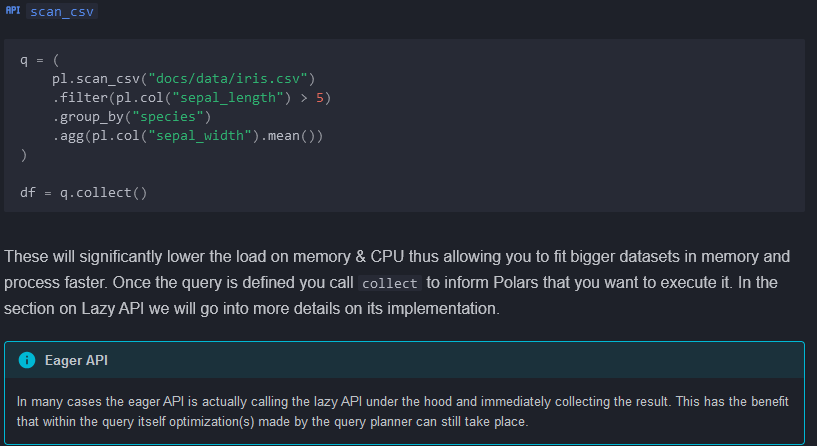 API scan_csv
q = (
    pl.scan_csv("docs/data/iris.csv")
    .filter(pl.col("sepal_length") > 5)
    .group_by("species")
    .agg(pl.col("sepal_width").mean())
)

df = q.collect()
These will significantly lower the load on memory & CPU thus allowing you to fit bigger datasets in memory and
process faster. Once the query is defined you call collect to inform Polars that you want to execute it. In the
section on Lazy API we will go into more details on its implementation.
Eager API
In many cases the eager API is actually calling the lazy API under the hood and immediately collecting the result. This has the benefit
that within the query itself optimization(s) made by the query planner can still take place.